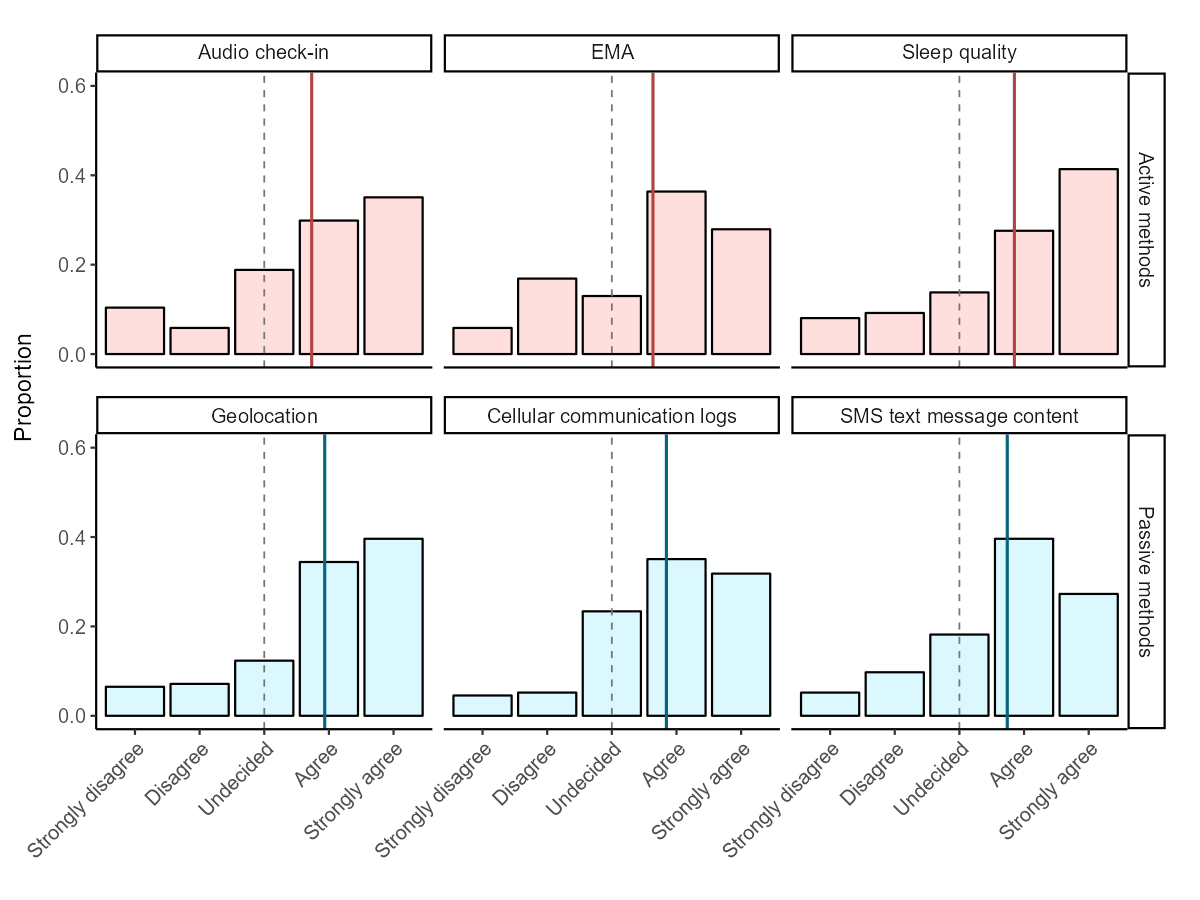 Audio check-in
EMA
Sleep quality
0.6
0.4
0.2
0.0
Active methods
Proportion
Geolocation
Cellular communication logs
SMS text message content
0.6
0.4
0.2
0.0
Passive methods
Strongly disagree
Disagree
Undecided
Agree
Strongly agree
Strongly disagree
Disagree
Undecided
Agree
Strongly agree
Strongly disagree
Disagree
Undecided
Agree
Strongly agree